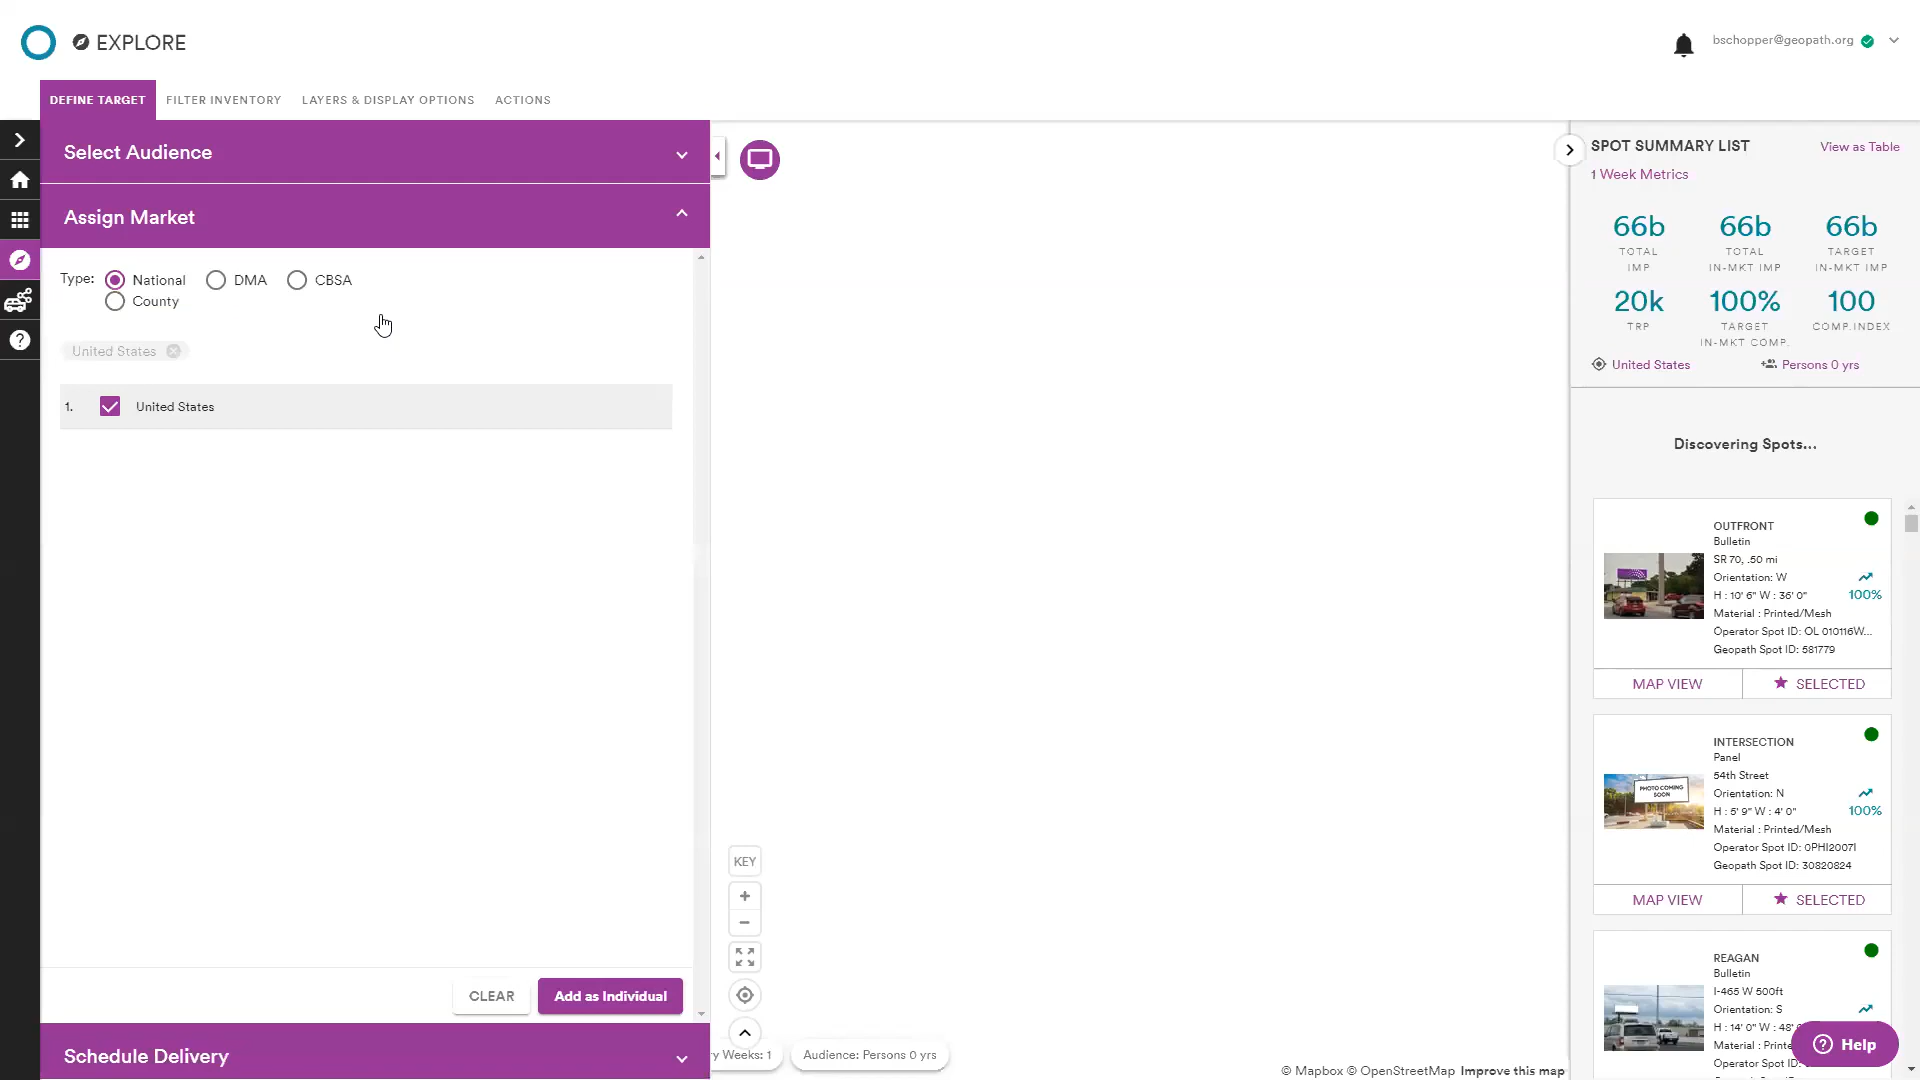 EXPLORE
bschopper@geopath.org
DEFINE TARGET
FILTER INVENTORY
LAYERS & DISPLAY OPTIONS
ACTIONS
Select Audience
Assign Market
Type:
National
DMA
CBSA
County
United States
1.
United States
CLEAR
Add as Individual
Schedule Delivery
KEY
y Weeks: 1
Audience: Persons 0 yrs
© Mapbox © OpenStreetMap Improve this map
SPOT SUMMARY LIST
View as Table
1 Week Metrics
66b
TOTAL
IMP
66b
TOTAL
IN-MKT IMP
66b
TARGET
IN-MKT IMP
20k
TRP
100%
TARGET
IN-MKT COMP.
100
COMP.INDEX
United States
Persons 0 yrs
Discovering Spots...
OUTFRONT
Bulletin
SR 70, .50 mi
Orientation: W
H : 10' 6" W : 36' 0"
Material : Printed/Mesh
Operator Spot ID: OL 010116W...
Geopath Spot ID: 581779
100%
MAP VIEW
SELECTED
PHOTO COMING
SOON
INTERSECTION
Panel
54th Street
Orientation: N
H : 5' 9" W : 4' 0"
Material : Printed/Mesh
Operator Spot ID: 0PHI2007I
Geopath Spot ID: 30820824
100%
MAP VIEW
SELECTED
REAGAN
Bulletin
I-465 W 500ft
Orientation: S
H : 14' 0" W : 48'
Material : Printe
Operator Spot ID:
Help